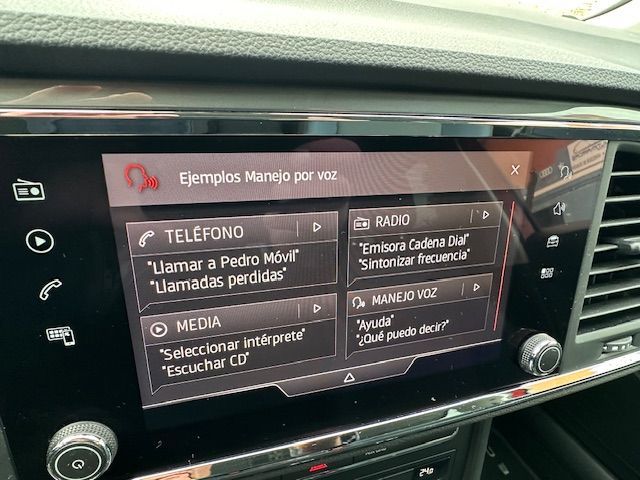 Ejemplos Manejo por voz
TELÉFONO
"Llamar a Pedro Móvil"
"Llamadas perdidas"
RADIO
"Emisora Cadena Dial"
"Sintonizar frecuencia"
MEDIA
"Seleccionar intérprete"
"Escuchar CD"
MANEJO VOZ
"Ayuda"
"¿Qué puedo decir?"